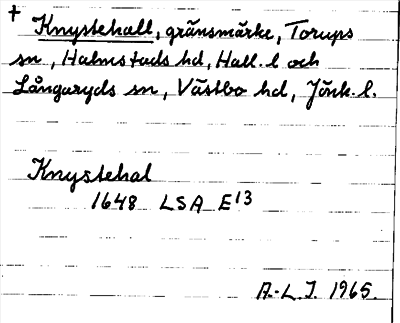 + Knystehall, gränsmärke, Torups
sn, Halmstads hd, Hall. l och
Långaryds sn, Västbo hd, Jönk. l.
Knystehal
1648 LSA E13
A.-L.J. 1965.